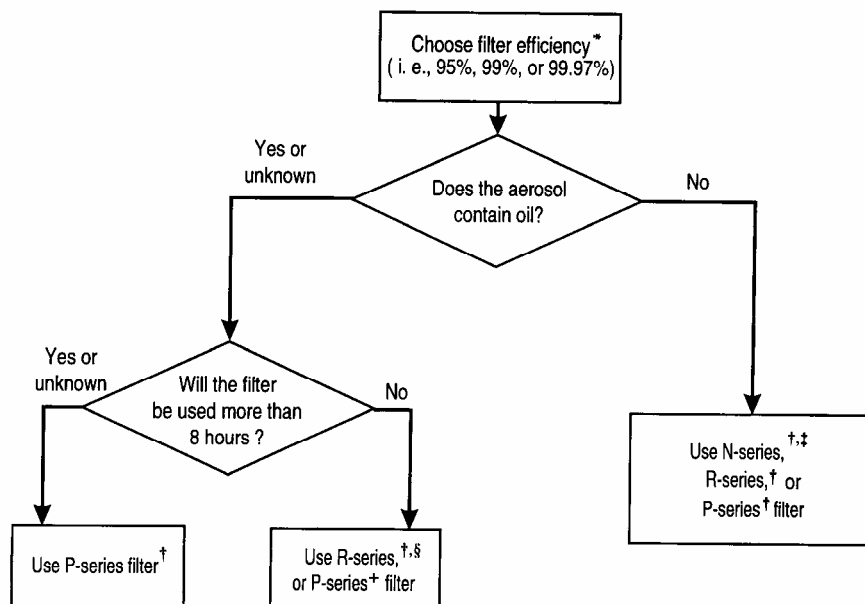 Choose filter efficiency*
( i. e., 95%, 99%, or 99.97%)
Yes or
unknown
Does the aerosol
contain oil?
No
Yes or
unknown
Will the filter
be used more than
8 hours ?
No
Use N-series,†,‡
R-series,† or
P-series† filter
Use P-series filter†
Use R-series,†,§
or P-series+ filter